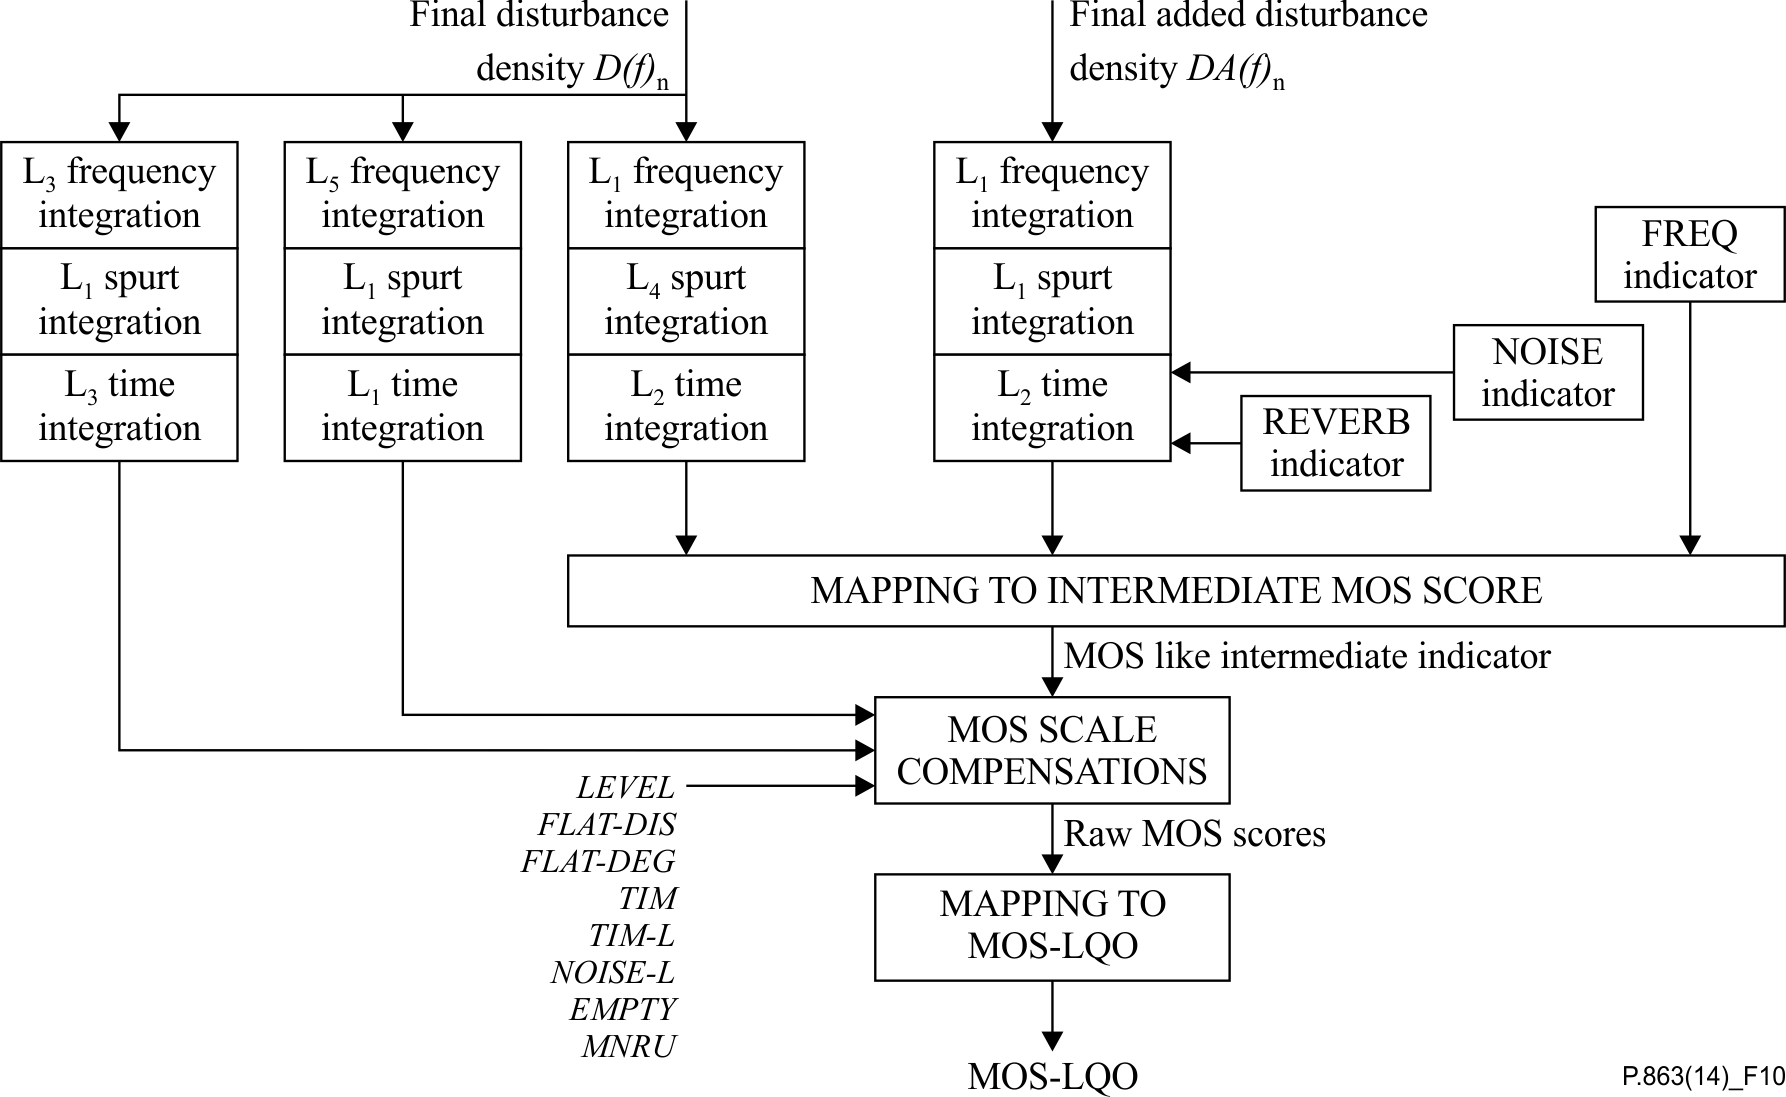 Final disturbance
density D(f)n
Final added disturbance
density DA(f)n
L3 frequency
integration
L1 spurt
integration
L3 time
integration
L5 frequency
integration
L1 spurt
integration
L1 time
integration
L1 frequency
integration
L4 spurt
integration
L2 time
integration
L1 frequency
integration
L1 spurt
integration
L2 time
integration
FREQ
indicator
NOISE
indicator
REVERB
indicator
MAPPING TO INTERMEDIATE MOS SCORE
MOS like intermediate indicator
MOS SCALE
COMPENSATIONS
LEVEL
FLAT-DIS
FLAT-DEG
TIM
TIM-L
NOISE-L
EMPTY
MNRU
Raw MOS scores
MAPPING TO
MOS-LQO
MOS-LQO
P.863(14)_F10